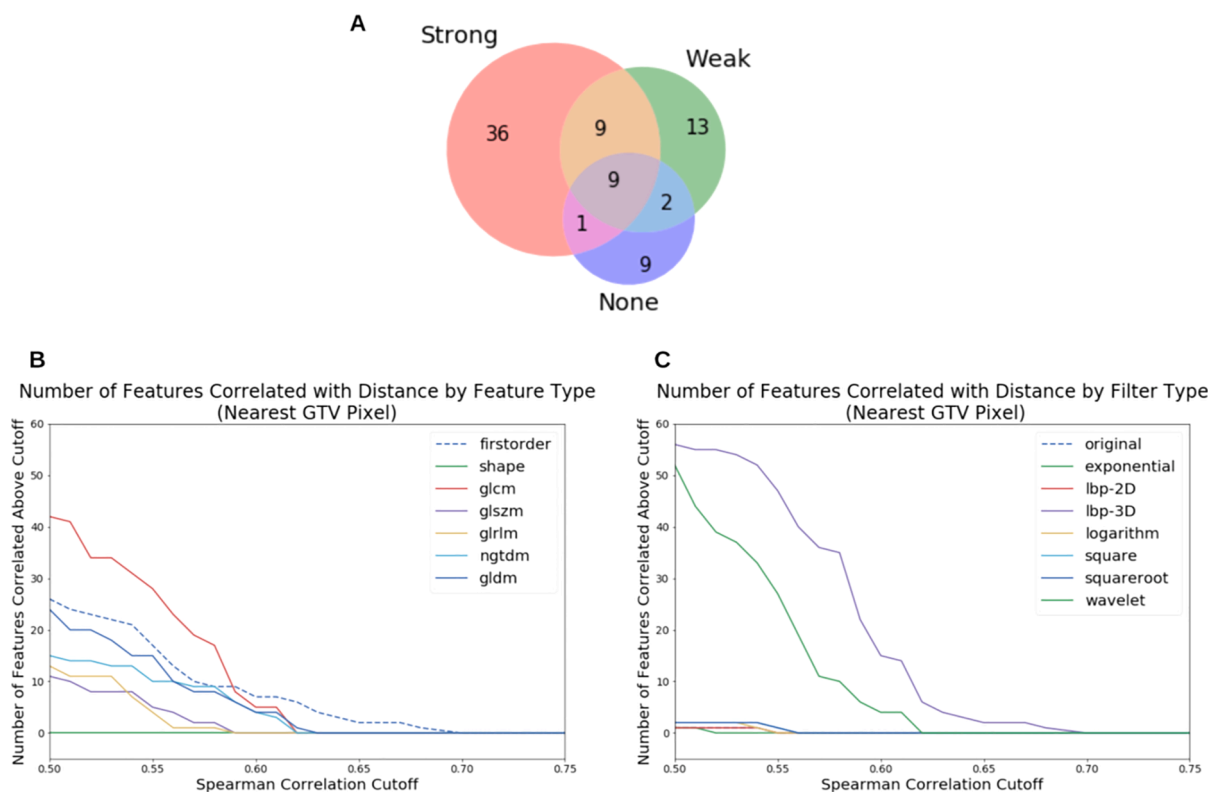 A
Strong
Weak
36
9
13
9
2
1
9
None
B
Number of Features Correlated with Distance by Feature Type
(Nearest GTV Pixel)
Number of Features Correlated Above Cutoff
60
50
40
30
20
10
0
firstorder
shape
glcm
glszm
glrlm
ngtdm
gldm
0.50 0.55 0.60 0.65 0.70 0.75
Spearman Correlation Cutoff
C
Number of Features Correlated with Distance by Filter Type
(Nearest GTV Pixel)
Number of Features Correlated Above Cutoff
60
50
40
30
20
10
0
original
exponential
lbp-2D
lbp-3D
logarithm
square
squareroot
wavelet
0.50 0.55 0.60 0.65 0.70 0.75
Spearman Correlation Cutoff